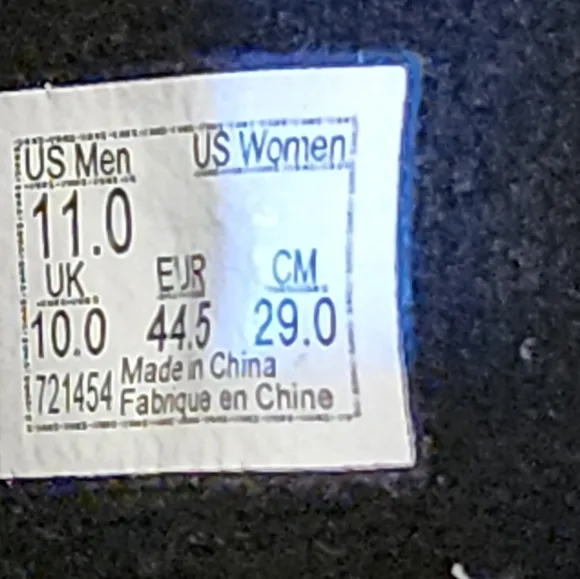 US Men US Women
11.0
UK EUR CM
10.0 44.5 29.0
Made in China
1721454 Fabrique en Chine